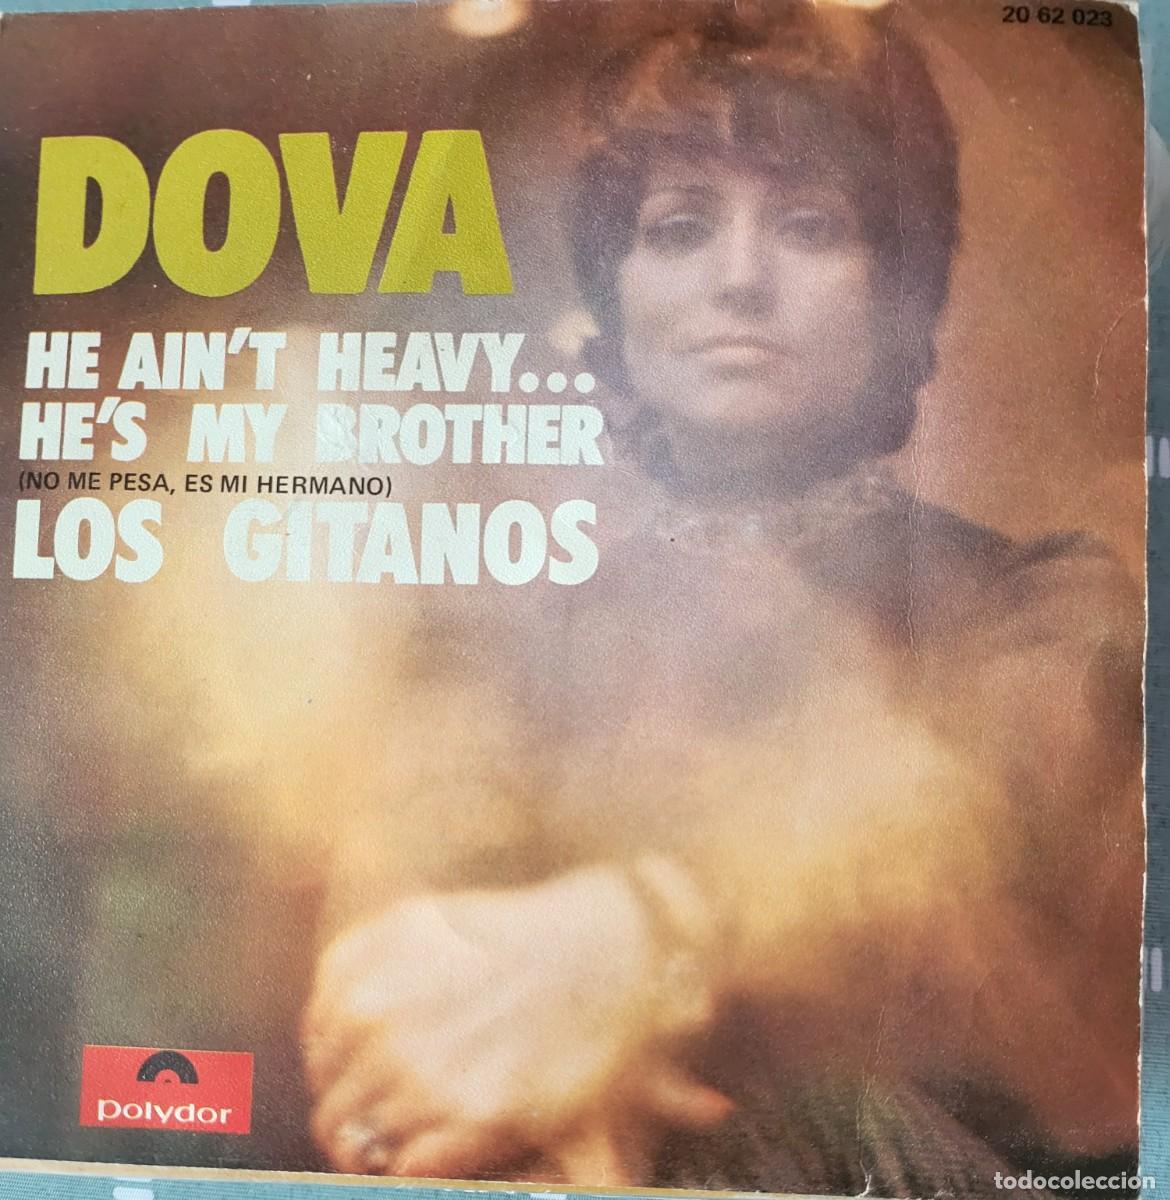 20 62 023
DOVA
HE AIN'T HEAVY...
HE'S MY BROTHER
(NO ME PESA, ES MI HERMANO)
LOS GITANOS
polydor
todocoleccion